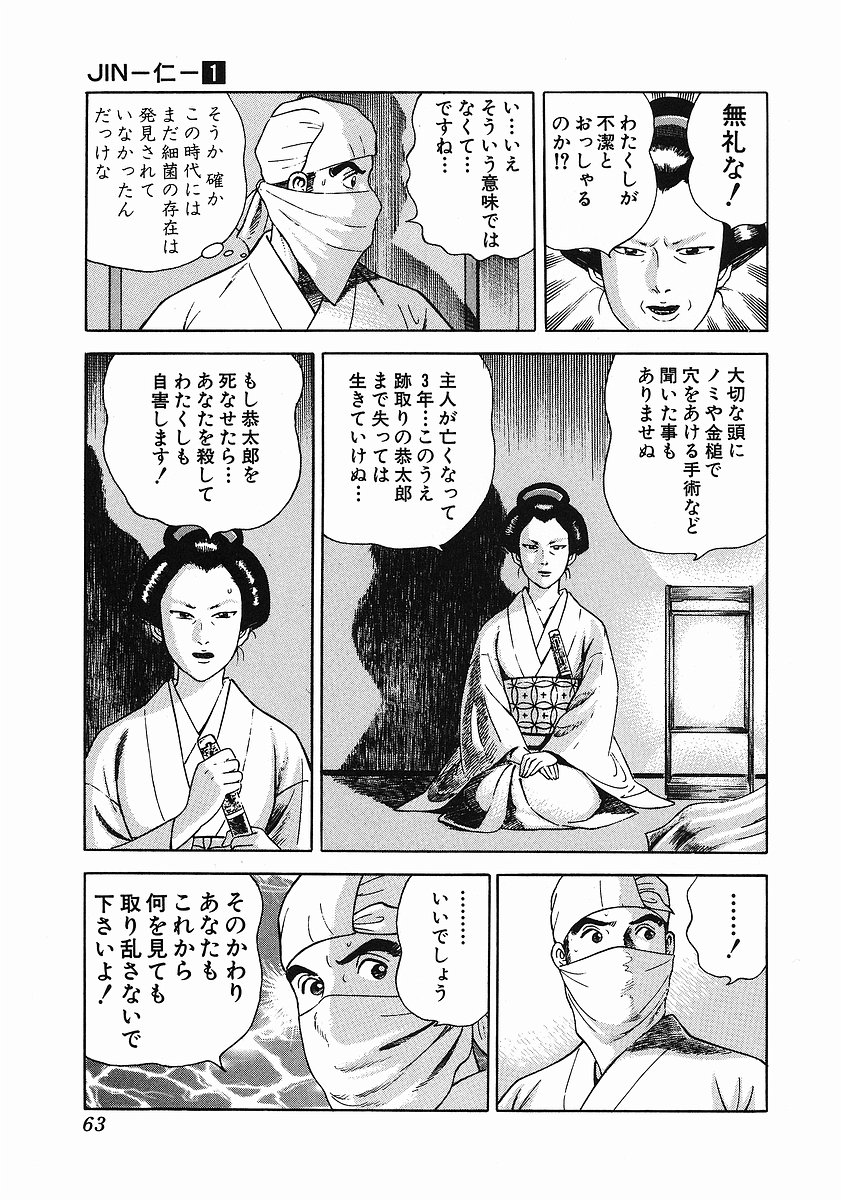 JIN―仁―1
無礼な！
わたくしが
不潔と
おっしゃる
のか!?
い…いえ
そういう意味では
なくて…
ですね…
そうか 確か
この時代には
まだ細菌の存在は
発見されて
いなかったん
だっけな
大切な頭に
ノミや金槌で
穴をあける手術など
聞いた事も
ありませぬ
主人が亡くなって
3年…このうえ
跡取りの恭太郎
まで失っては
生きていけぬ…
もし恭太郎を
死なせたら…
あなたを殺して
わたくしも
自害します！
……！
………
いいでしょう
そのかわり
あなたも
これから
何を見ても
取り乱さないで
下さいよ！
63